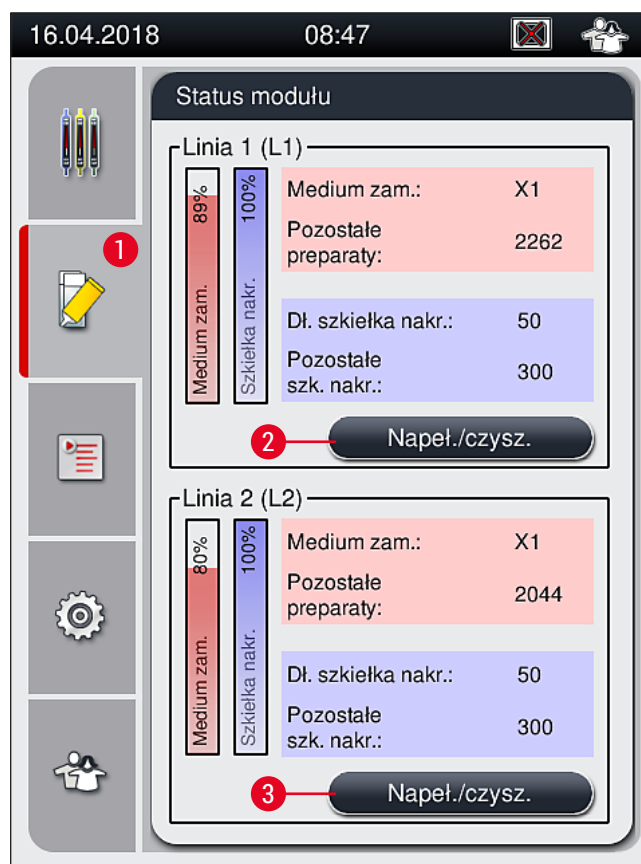 16.04.2018 08:47
Status modułu
Linia 1 (L1)
89%
Medium zam.
100%
Szkiełka nakr.
Medium zam.: X1
Pozostałe
preparaty: 2262
Dł. szkiełka nakr.: 50
Pozostałe
szk. nakr.: 300
1
2
Napeł./czysz.
Linia 2 (L2)
80%
Medium zam.
100%
Szkiełka nakr.
Medium zam.: X1
Pozostałe
preparaty: 2044
Dł. szkiełka nakr.: 50
Pozostałe
szk. nakr.: 300
3
Napeł./czysz.